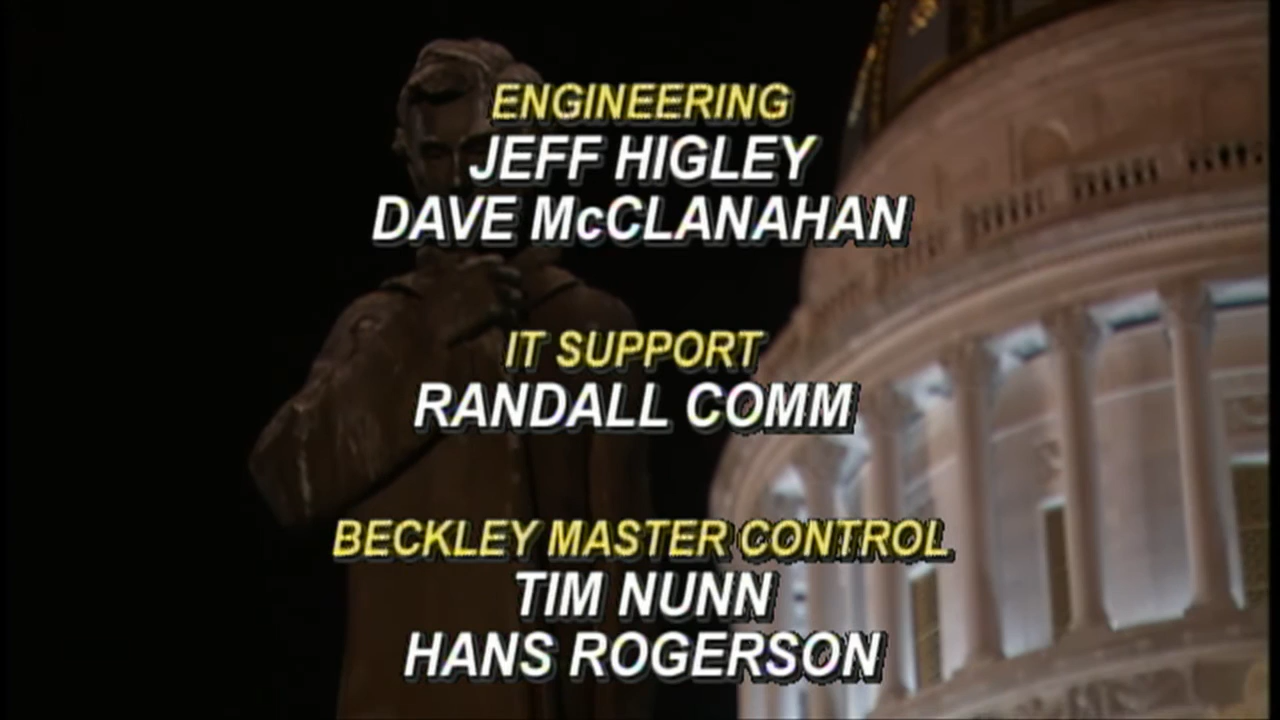 ENGINEERING
JEFF HIGLEY
DAVE McCLANAHAN
IT SUPPORT
RANDALL COMM
BECKLEY MASTER CONTROL
TIM NUNN
HANS ROGERSON